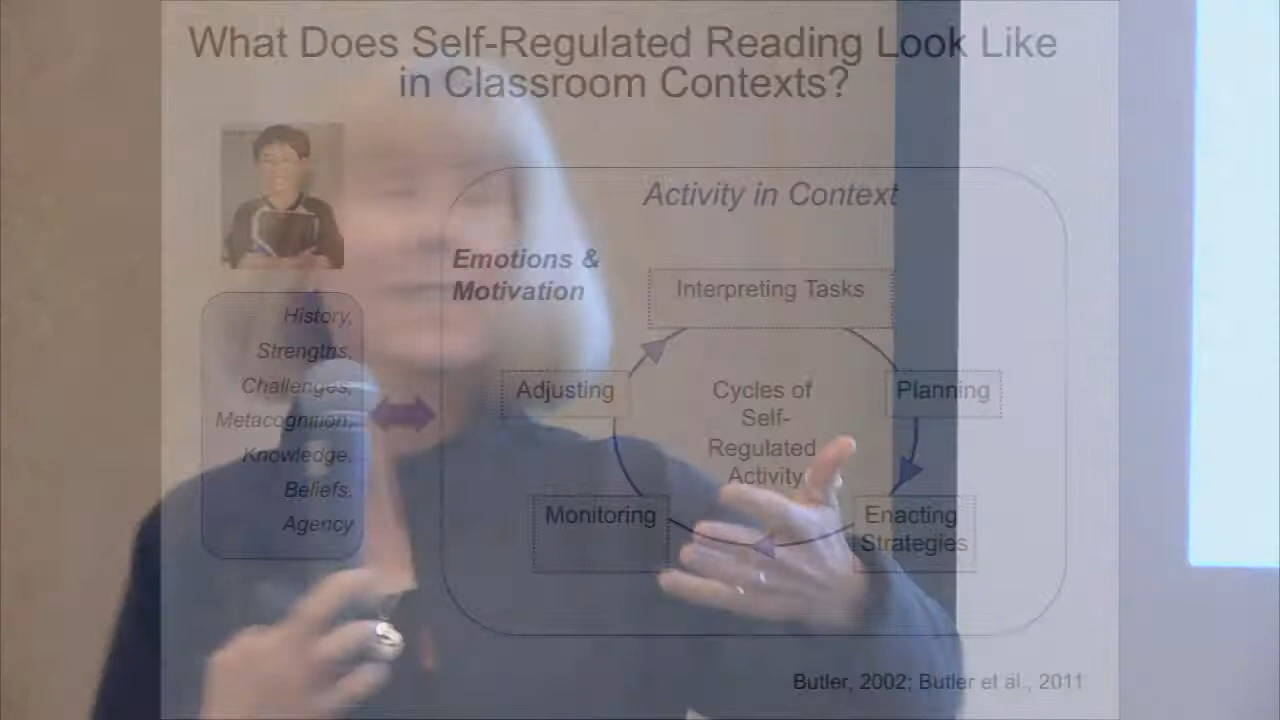 What Does Self-Regulated Reading Look Like
in Classroom Contexts?
Activity in Context
Emotions &
Motivation
Interpreting Tasks
History,
Strengths,
Challenges,
Metacognition,
Knowledge,
Beliefs,
Agency
Adjusting
Cycles of
Self-
Regulated
Activity
Planning
Monitoring
Enacting
Strategies
Butler, 2002; Butler et al., 2011